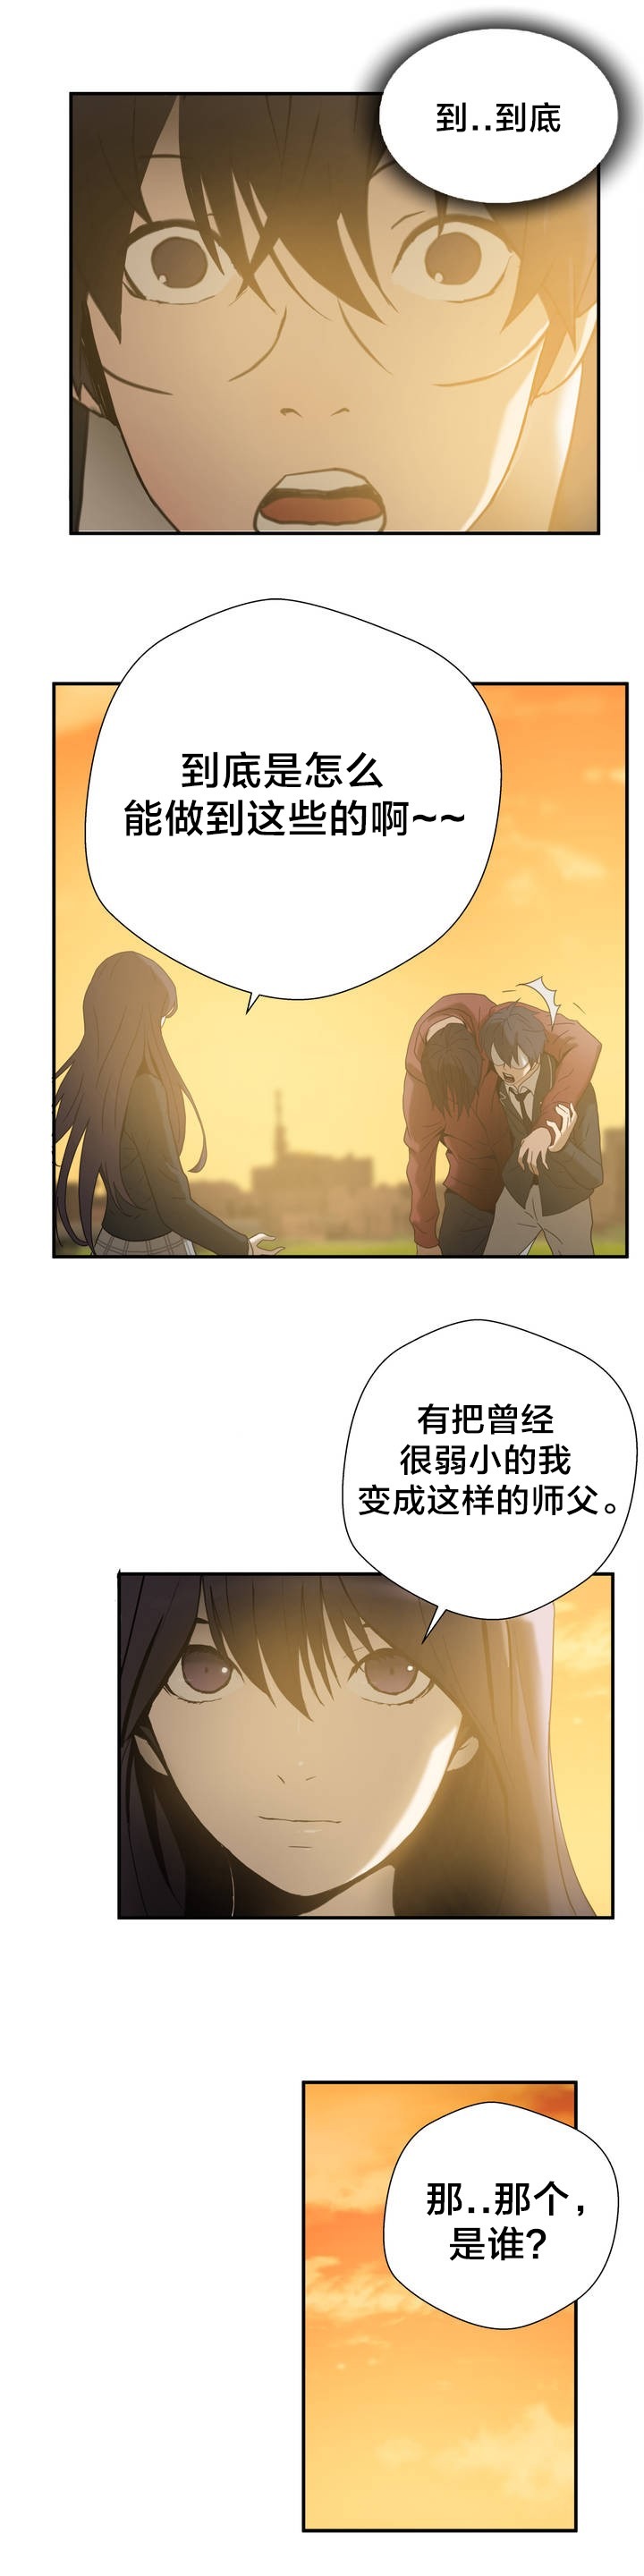 到..到底
到底是怎么
能做到这些的啊~~
有把曾经
很弱小的我
变成这样的师父。
那..那个，
是谁?